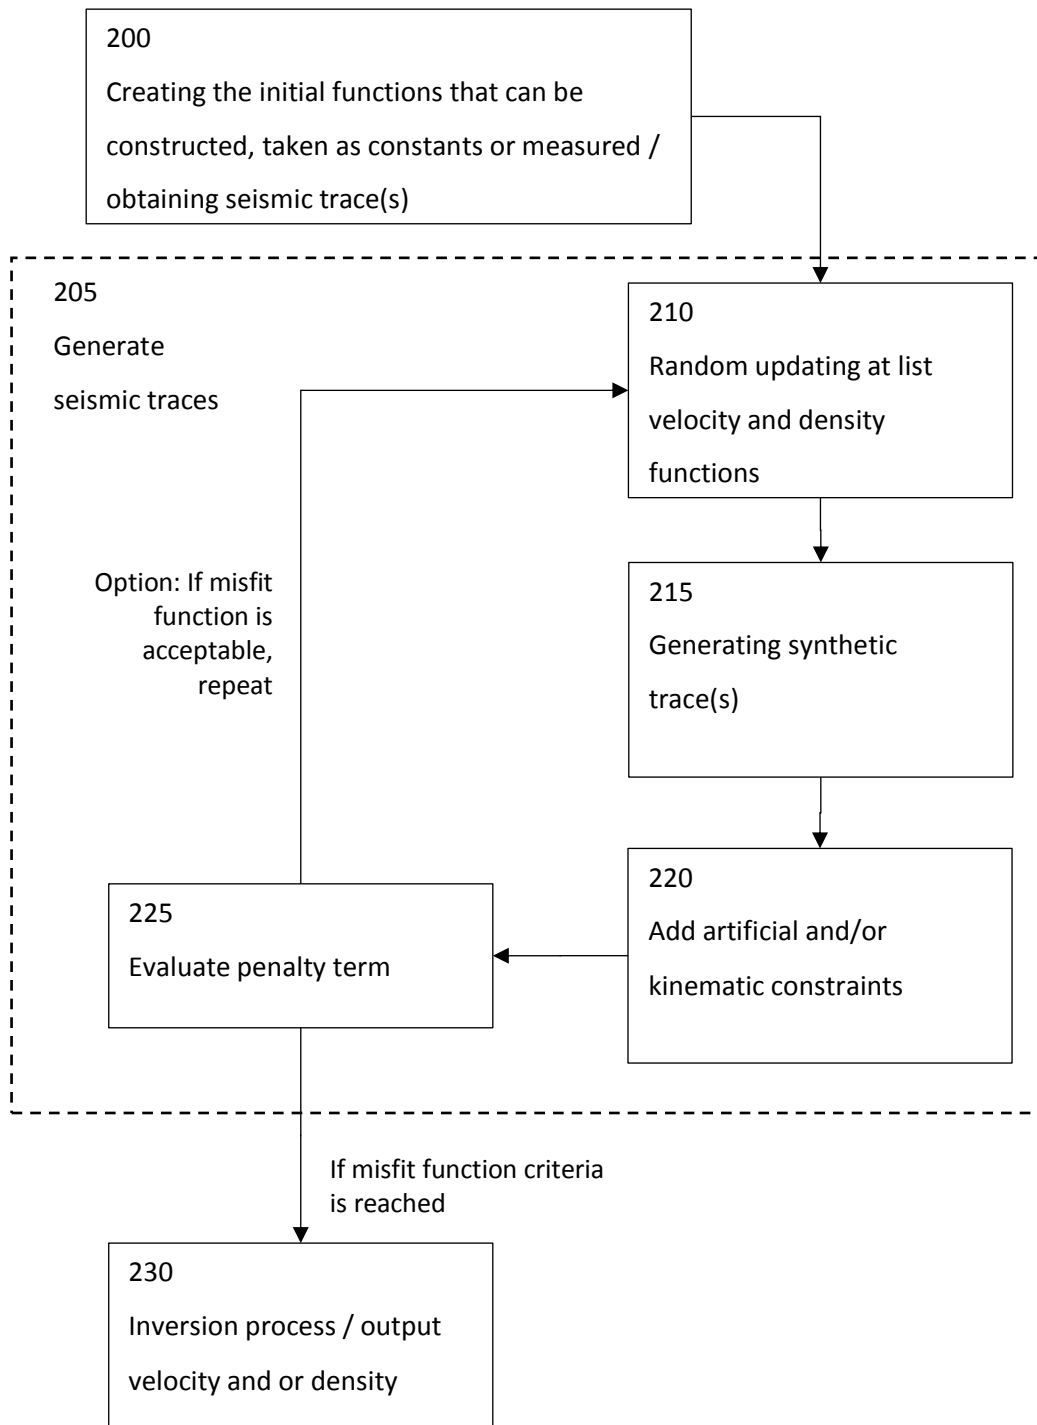 200
Creating the initial functions that can be
constructed, taken as constants or measured /
obtaining seismic trace(s)
205
Generate
seismic traces
210
Random updating at list
velocity and density
functions
Option: If misfit
function is
acceptable,
repeat
215
Generating synthetic
trace(s)
220
Add artificial and/or
kinematic constraints
225
Evaluate penalty term
If misfit function criteria
is reached
230
Inversion process / output
velocity and or density